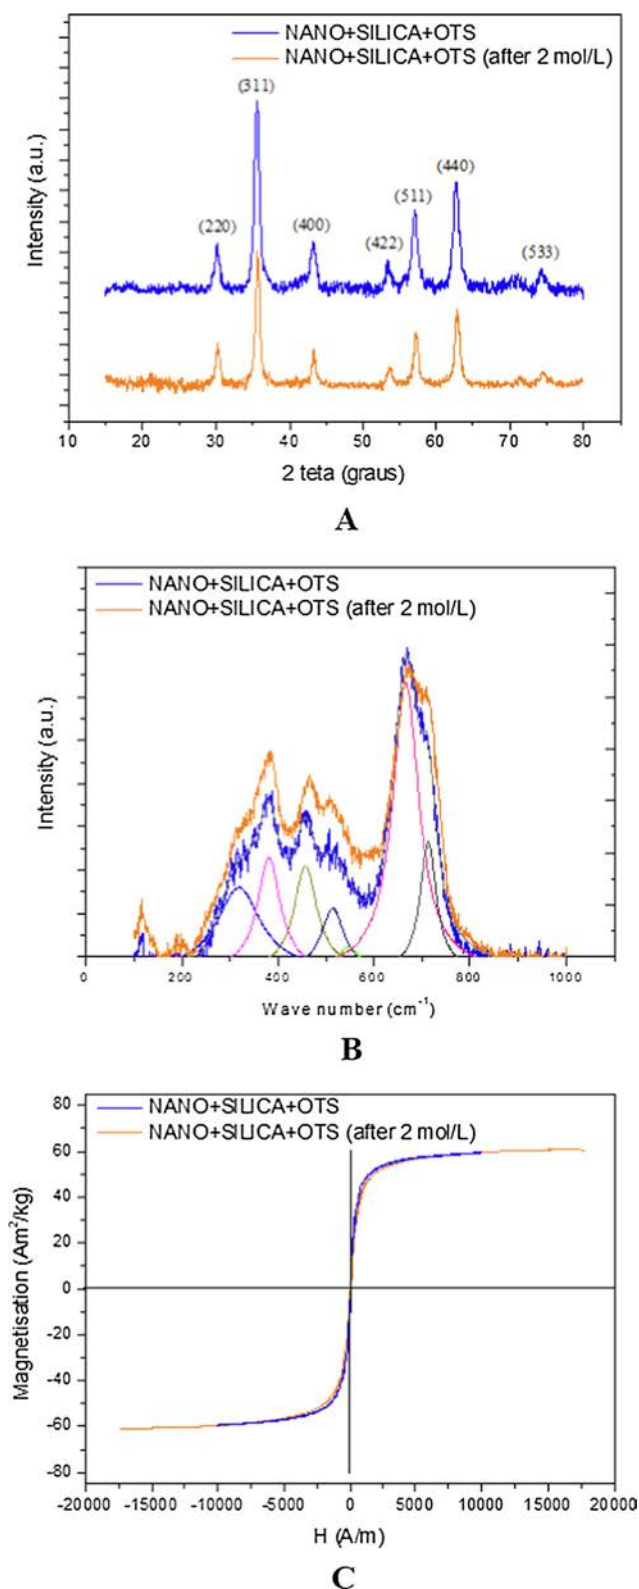 NANO+SILICA+OTS
NANO+SILICA+OTS (after 2 mol/L)
(311)
(440)
(511)
(220)
(400)
(422)
(533)
Intensity (a.u.)
10 20 30 40 50 60 70 80
2 teta (graus)
A
NANO+SILICA+OTS
NANO+SILICA+OTS (after 2 mol/L)
Intensity (a.u.)
0 200 400 600 800 1000
Wave number (cm⁻¹)
B
NANO+SILICA+OTS
NANO+SILICA+OTS (after 2 mol/L)
80
60
40
20
0
-20
-40
-60
-80
Magnetisation (Am²/kg)
-20000 -15000 -10000 -5000 0 5000 10000 15000 20000
H (A/m)
C